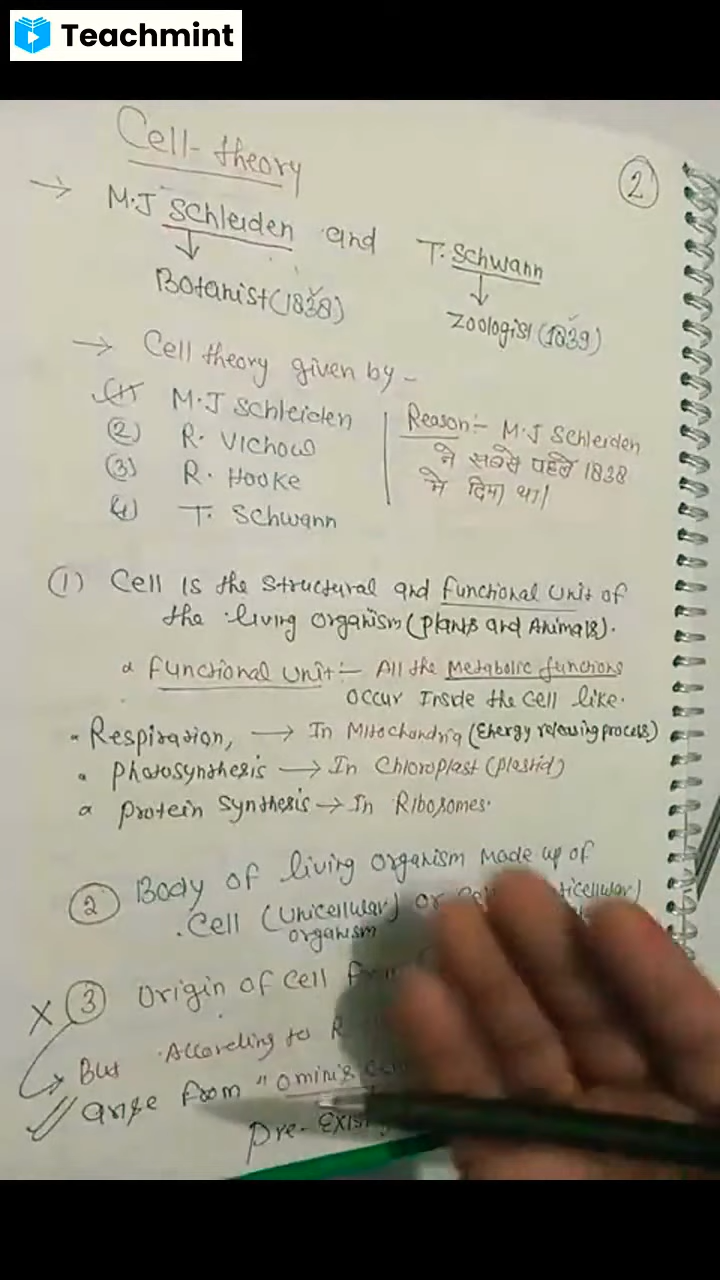 Teachmint
Cell-theory
2
→ M.J Schleiden and T. Schwann
Botanist (1838)
Zoologist (1839)
→ Cell theory given by -
(1) M.J Schleiden
(2) R. Vichow
(3) R. Hooke
(4) T. Schwann
Reason:- M.J Schleiden
ने सबसे पहले 1838
मे दिया था।
(1) Cell is the structural and functional unit of
the living organism (plants and Animals).
Functional unit:- All the Metabolic functions
occur Inside the cell like.
Respiration, → In Mitochondria (Energy releasing process)
Photosynthesis → In Chloroplast (plastid)
Protein synthesis → In Ribosomes.
(2) Body of living organism made up of
Cell (Unicellular) or
organism
X (3) Origin of cell
But According to R
arise from "Ominis
Pre-